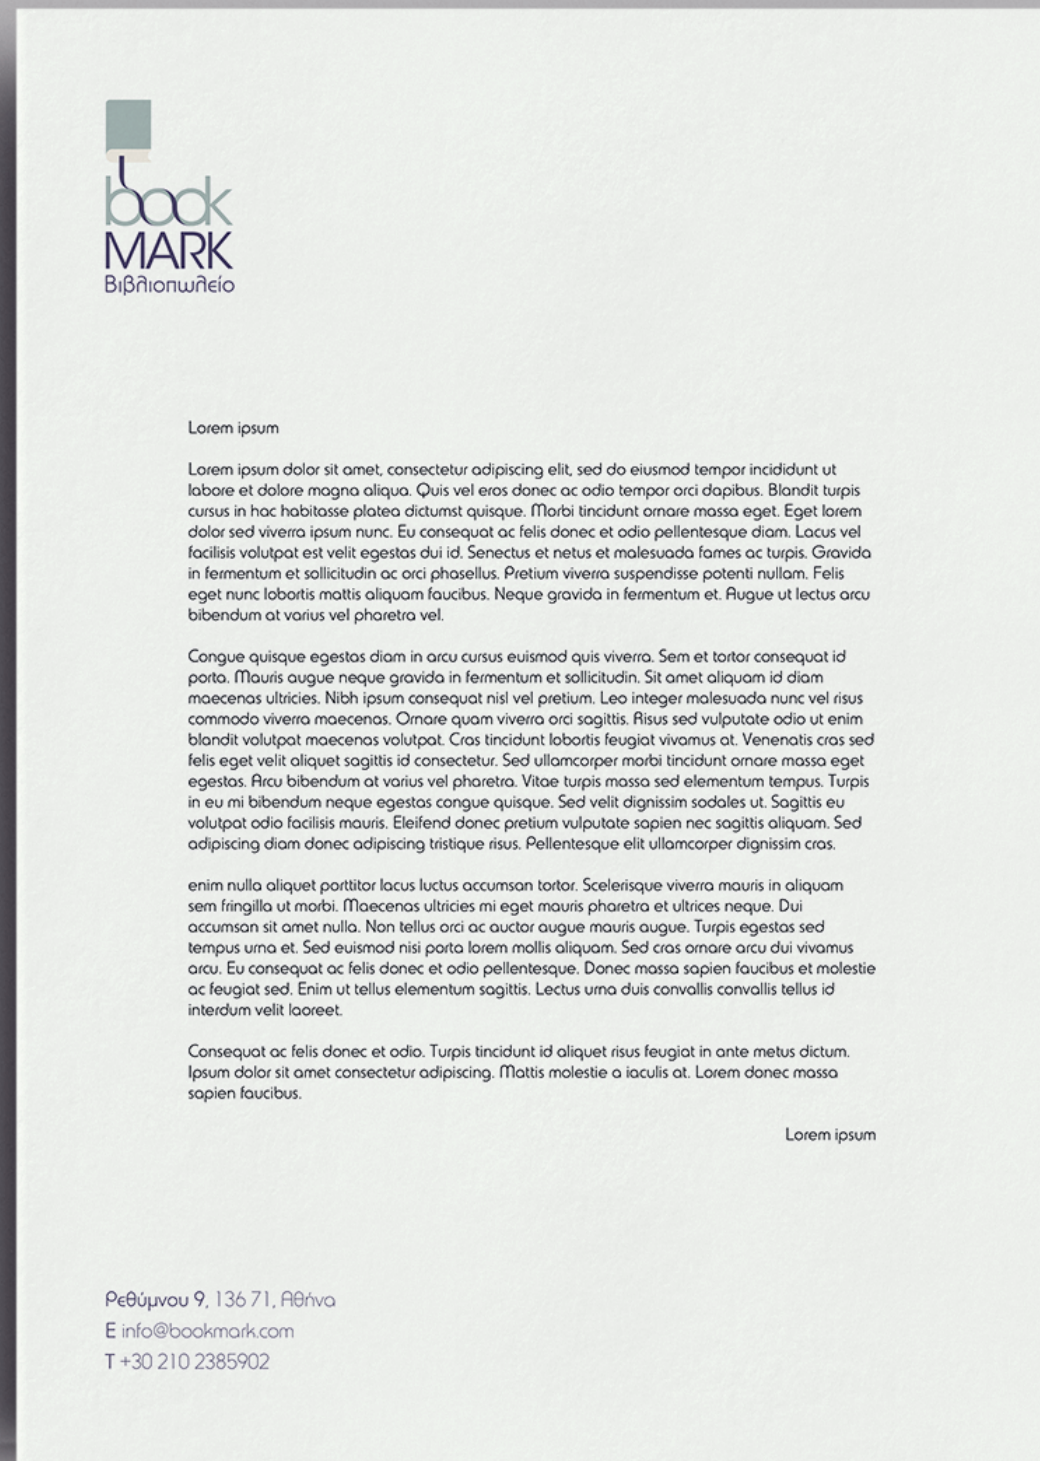 book
MARK
Βιβλιοπωλείο
Lorem ipsum
Lorem ipsum dolor sit amet, consectetur adipiscing elit, sed do eiusmod tempor incididunt ut
labore et dolore magna aliqua. Quis vel eros donec ac odio tempor orci dapibus. Blandit turpis
cursus in hac habitasse platea dictumst quisque. Morbi tincidunt ornare massa eget. Eget lorem
dolor sed viverra ipsum nunc. Eu consequat ac felis donec et odio pellentesque diam. Lacus vel
facilisis volutpat est velit egestas dui id. Senectus et netus et malesuada fames ac turpis. Gravida
in fermentum et sollicitudin ac orci phasellus. Pretium viverra suspendisse potenti nullam. Felis
eget nunc lobortis mattis aliquam faucibus. Neque gravida in fermentum et. Augue ut lectus arcu
bibendum at varius vel pharetra vel.
Congue quisque egestas diam in arcu cursus euismod quis viverra. Sem et tortor consequat id
porta. Mauris augue neque gravida in fermentum et sollicitudin. Sit amet aliquam id diam
maecenas ultricies. Nibh ipsum consequat nisl vel pretium. Leo integer malesuada nunc vel risus
commodo viverra maecenas. Ornare quam viverra orci sagittis. Risus sed vulputate odio ut enim
blandit volutpat maecenas volutpat. Cras tincidunt lobortis feugiat vivamus at. Venenatis cras sed
felis eget velit aliquet sagittis id consectetur. Sed ullamcorper morbi tincidunt ornare massa eget
egestas. Arcu bibendum at varius vel pharetra. Vitae turpis massa sed elementum tempus. Turpis
in eu mi bibendum neque egestas congue quisque. Sed velit dignissim sodales ut. Sagittis eu
volutpat odio facilisis mauris. Eleifend donec pretium vulputate sapien nec sagittis aliquam. Sed
adipiscing diam donec adipiscing tristique risus. Pellentesque elit ullamcorper dignissim cras.
enim nulla aliquet porttitor lacus luctus accumsan tortor. Scelerisque viverra mauris in aliquam
sem fringilla ut morbi. Maecenas ultricies mi eget mauris pharetra et ultrices neque. Dui
accumsan sit amet nulla. Non tellus orci ac auctor augue mauris augue. Turpis egestas sed
tempus urna et. Sed euismod nisi porta lorem mollis aliquam. Sed cras ornare arcu dui vivamus
arcu. Eu consequat ac felis donec et odio pellentesque. Donec massa sapien faucibus et molestie
ac feugiat sed. Enim ut tellus elementum sagittis. Lectus urna duis convallis convallis tellus id
interdum velit laoreet.
Consequat ac felis donec et odio. Turpis tincidunt id aliquet risus feugiat in ante metus dictum.
Ipsum dolor sit amet consectetur adipiscing. Mattis molestie a iaculis at. Lorem donec massa
sapien faucibus.
Lorem ipsum
Ρεθύμνου 9, 136 71, Αθήνα
E info@bookmark.com
T +30 210 2385902